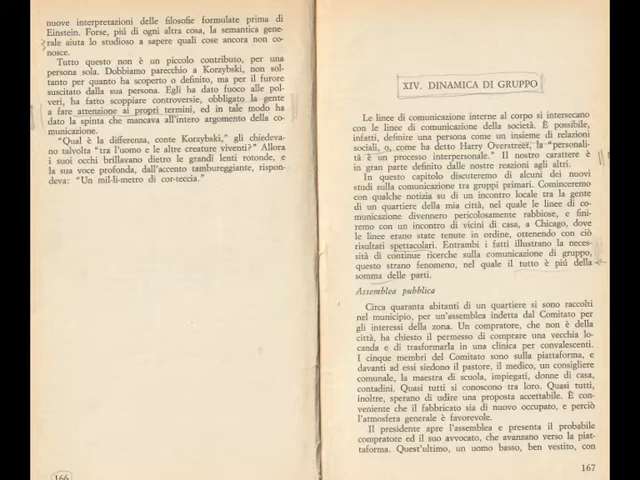 nuove interpretazioni delle filosofie formulate prima di
Einstein. Forse, piú di ogni altra cosa, la semantica gene-
rale aiuta lo studioso a sapere quali cose ancora non co-
nosce.
Tutto questo non è un piccolo contributo, per una
persona sola. Dobbiamo parecchio a Korzybski, non sol-
tanto per quanto ha scoperto o definito, ma per il furore
suscitato dalla sua persona. Egli ha dato fuoco alle pol-
veri, ha fatto scoppiare controversie, obbligato la gente
a fare attenzione ai propri termini, ed in tale modo ha
dato la spinta che mancava all'intero argomento della co-
municazione.
"Qual è la differenza, conte Korzybski," gli chiedeva-
no talvolta "tra l'uomo e le altre creature viventi?" Allora
i suoi occhi brillavano dietro le grandi lenti rotonde, e
la sua voce profonda, dall'accento tambureggiante, rispon-
deva: "Un mil-li-metro di cor-teccia."
166
XIV. DINAMICA DI GRUPPO
Le linee di comunicazione interne al corpo si intersecano
con le linee di comunicazione della società. È possibile,
infatti, definire una persona come un insieme di relazioni
sociali, o, come ha detto Harry Overstreet, la "personali-
tà è un processo interpersonale." Il nostro carattere è
in gran parte definito dalle nostre reazioni agli altri.
In questo capitolo discuteremo di alcuni dei nuovi
studi sulla comunicazione tra gruppi primari. Cominceremo
con qualche notizia su di un incontro locale tra la gente
di un quartiere della mia città, nel quale le linee di co-
municazione divennero pericolosamente rabbiose, e fini-
remo con un incontro di vicini di casa, a Chicago, dove
le linee erano state tenute in ordine, ottenendo con ciò
risultati spettacolari. Entrambi i fatti illustrano la neces-
sità di continue ricerche sulla comunicazione di gruppo,
questo strano fenomeno, nel quale il tutto è piú della
somma delle parti.
Assemblea pubblica
Circa quaranta abitanti di un quartiere si sono raccolti
nel municipio, per un'assemblea indetta dal Comitato per
gli interessi della zona. Un compratore, che non è della
città, ha chiesto il permesso di comprare una vecchia lo-
canda e di trasformarla in una clinica per convalescenti.
I cinque membri del Comitato sono sulla piattaforma, e
davanti ad essi siedono il pastore, il medico, un consigliere
comunale, la maestra di scuola, impiegati, donne di casa,
contadini. Quasi tutti si conoscono tra loro. Quasi tutti,
inoltre, sperano di udire una proposta accettabile. È con-
veniente che il fabbricato sia di nuovo occupato, e perciò
l'atmosfera generale è favorevole.
Il presidente apre l'assemblea e presenta il probabile
compratore ed il suo avvocato, che avanzano verso la piat-
taforma. Quest'ultimo, un uomo basso, ben vestito, con
167